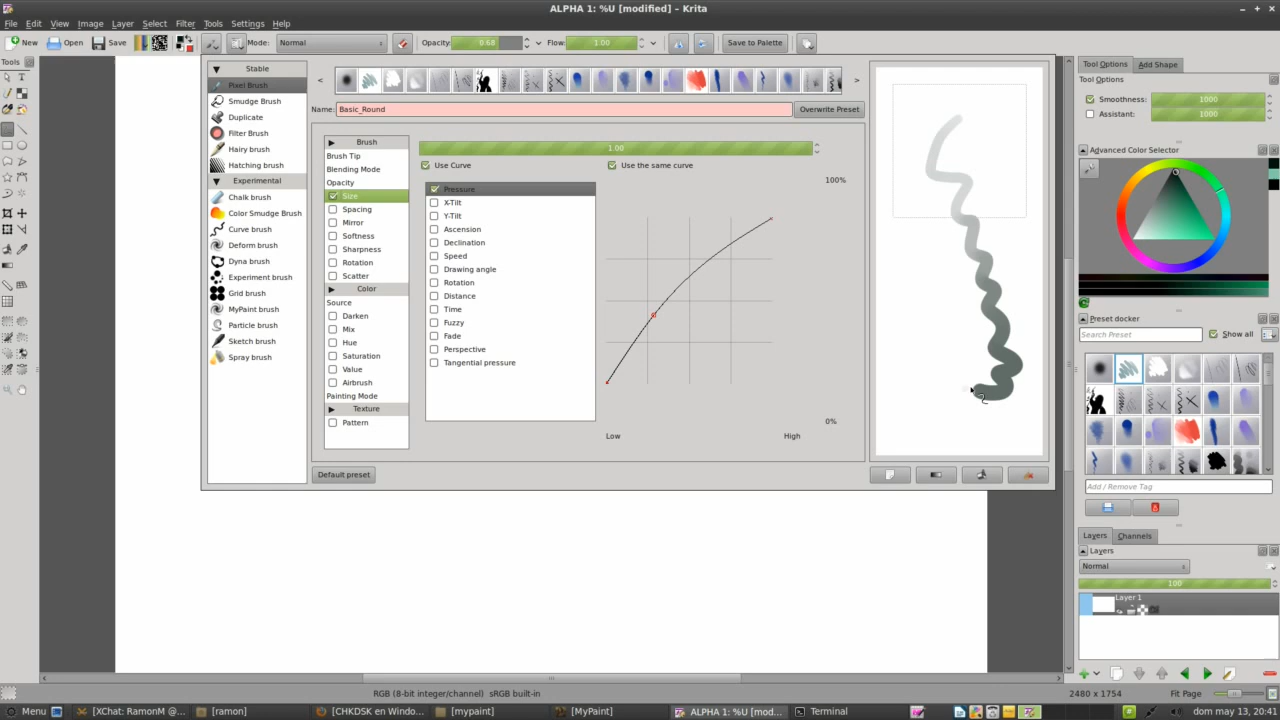 ALPHA 1: %U [modified] – Krita
File Edit View Image Layer Select Filter Tools Settings Help
New Open Save Mode: Normal Opacity: 0.68 Flow: 1.00 Save to Palette
Tools
Stable
Pixel Brush
Smudge Brush
Duplicate
Filter Brush
Hairy brush
Hatching brush
Experimental
Chalk brush
Color Smudge Brush
Curve brush
Deform brush
Dyna brush
Experiment brush
Grid brush
MyPaint brush
Particle brush
Sketch brush
Spray brush
< >
Name: Basic_Round Overwrite Preset
Brush
Brush Tip
Blending Mode
Opacity
Size
Spacing
Mirror
Softness
Sharpness
Rotation
Scatter
Color
Source
Darken
Mix
Hue
Saturation
Value
Airbrush
Painting Mode
Texture
Pattern
1.00
Use Curve Use the same curve
Pressure
X-Tilt
Y-Tilt
Ascension
Declination
Speed
Drawing angle
Rotation
Distance
Time
Fuzzy
Fade
Perspective
Tangential pressure
100%
0%
Low High
Default preset
Tool Options Add Shape
Tool Options
Smoothness: 1000
Assistant: 1000
Advanced Color Selector
Preset docker
Search Preset Show all
Add / Remove Tag
Layers Channels
Layers
Normal
100
Layer 1
RGB (8-bit integer/channel) sRGB built-in 2480 x 1754 Fit Page
Menu [XChat: RamonM @... [ramon] [CHKDSK en Windo... [mypaint] [MyPaint] ALPHA 1: %U [mod... Terminal dom may 13, 20:41